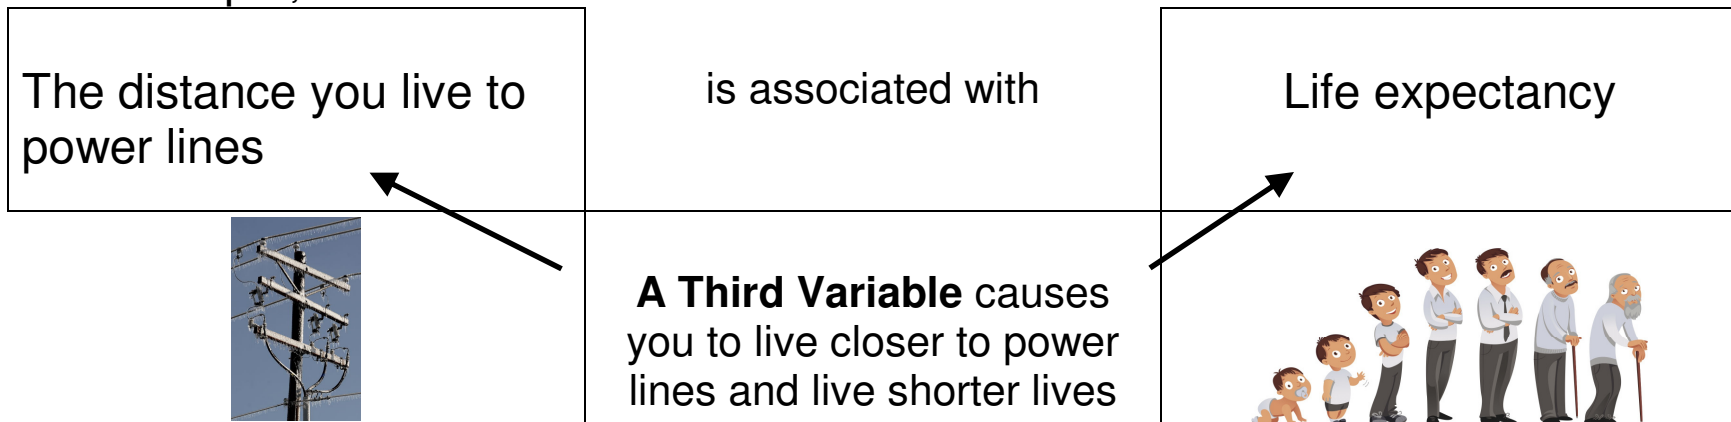 The distance you live to
power lines
is associated with
Life expectancy
A Third Variable causes
you to live closer to power
lines and live shorter lives